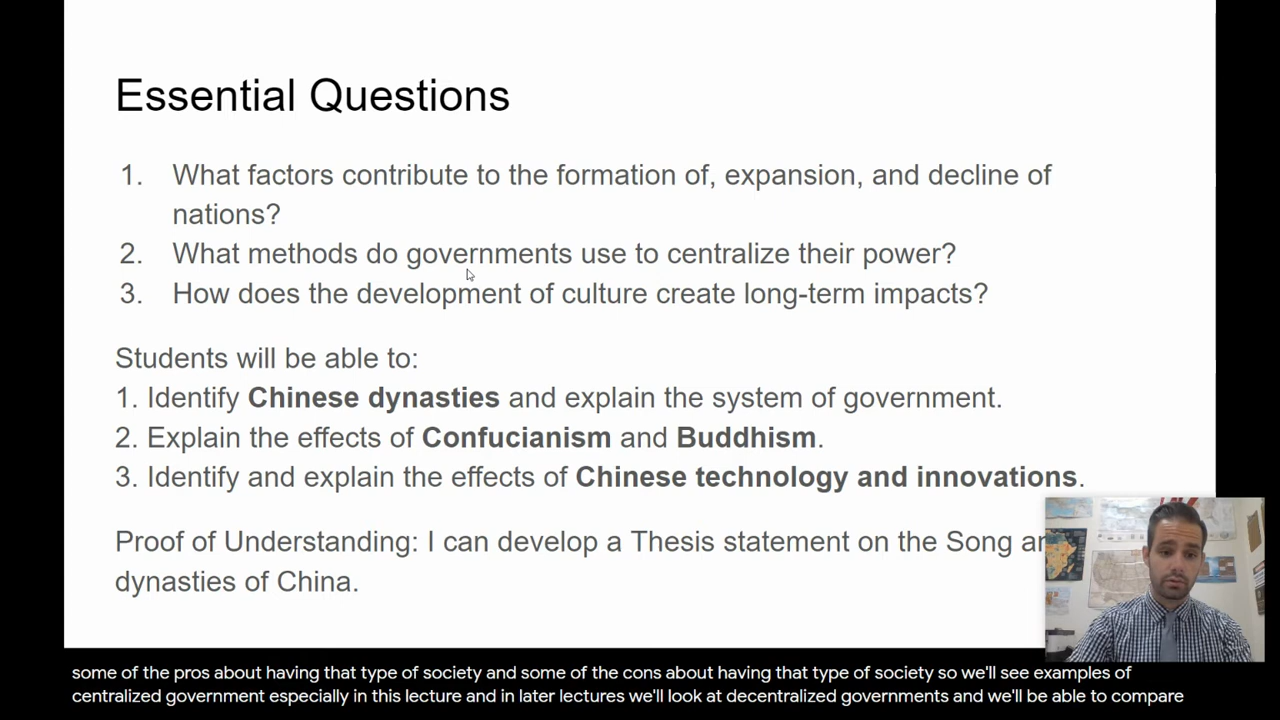 Essential Questions
1. What factors contribute to the formation of, expansion, and decline of
nations?
2. What methods do governments use to centralize their power?
3. How does the development of culture create long-term impacts?
Students will be able to:
1. Identify Chinese dynasties and explain the system of government.
2. Explain the effects of Confucianism and Buddhism.
3. Identify and explain the effects of Chinese technology and innovations.
Proof of Understanding: I can develop a Thesis statement on the Song
dynasties of China.
some of the pros about having that type of society and some of the cons about having that type of society so we'll see examples of
centralized government especially in this lecture and in later lectures we'll look at decentralized governments and we'll be able to compare